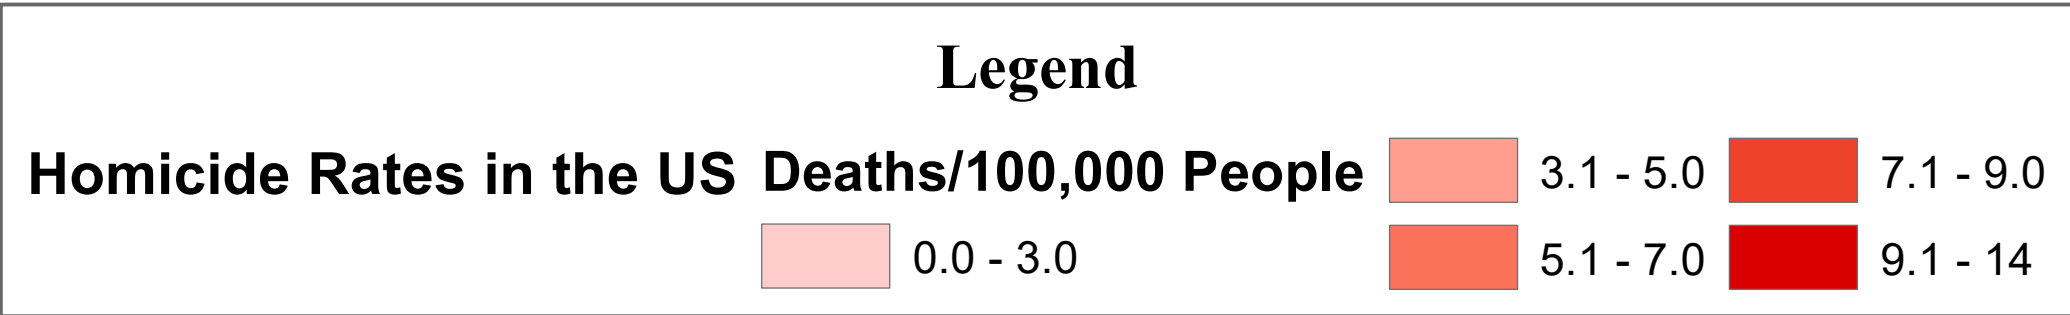 Legend
Homicide Rates in the US Deaths/100,000 People 3.1 - 5.0 7.1 - 9.0
0.0 - 3.0 5.1 - 7.0 9.1 - 14